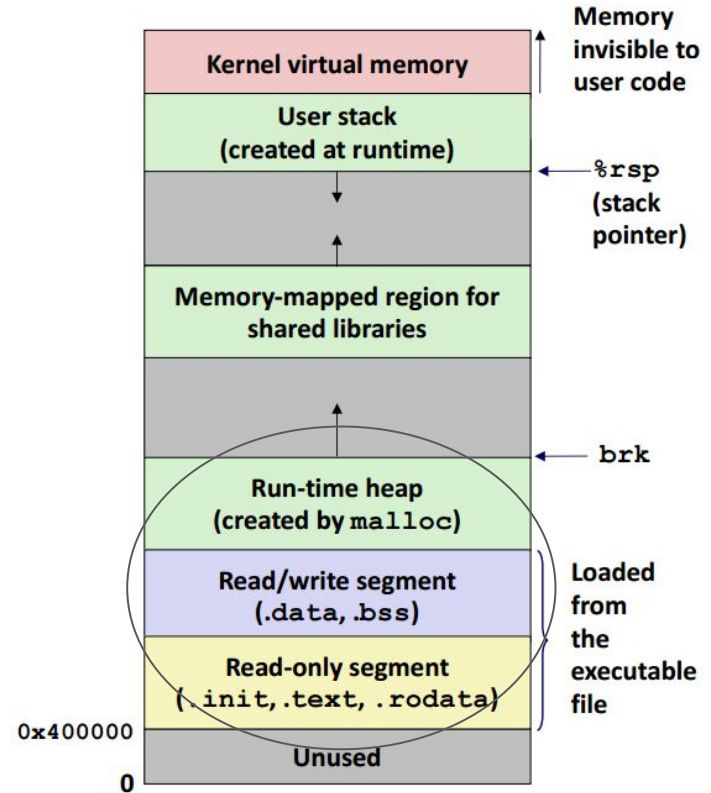 Memory
invisible to
user code
Kernel virtual memory
User stack
(created at runtime)
%rsp
(stack
pointer)
Memory-mapped region for
shared libraries
brk
Run-time heap
(created by malloc)
Read/write segment
(.data, .bss)
Loaded
from
the
executable
file
Read-only segment
(.init, .text, .rodata)
0x400000
Unused
0